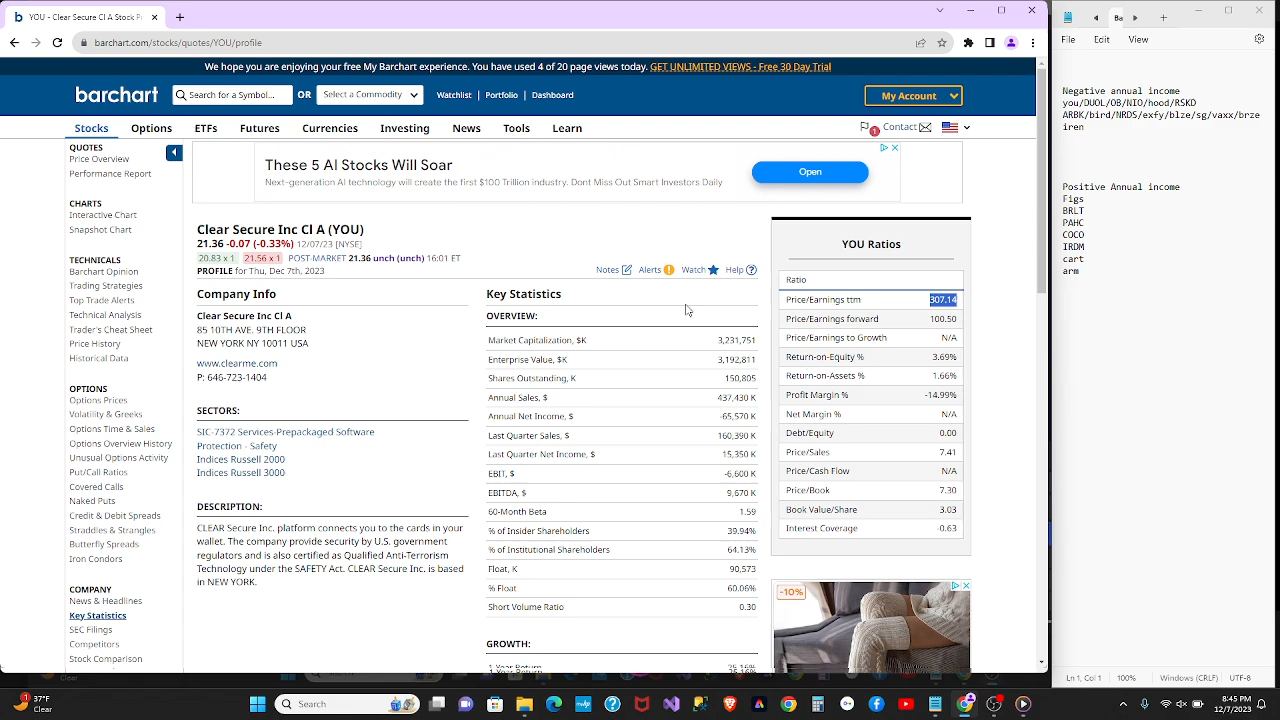 YOU - Clear Secure Cl A Stock Pr
barchart.com/stocks/quotes/YOU/profile
We hope you are enjoying your free My Barchart experience. You have used 4 of 20 page views today. GET UNLIMITED VIEWS - Free 30 Day Trial
barchart
Search for a Symbol...
OR
Select a Commodity
Watchlist | Portfolio | Dashboard
My Account
Stocks
Options
ETFs
Futures
Currencies
Investing
News
Tools
Learn
1
Contact
QUOTES
Price Overview
Performance Report
CHARTS
Interactive Chart
Snapshot Chart
TECHNICALS
Barchart Opinion
Trading Strategies
Top Trade Alerts
Technical Analysis
Trader's Cheat Sheet
Price History
Historical Data
OPTIONS
Options Prices
Volatility & Greeks
Options Time & Sales
Options Overview History
Unusual Options Activity
Put/Call Ratios
Covered Calls
Naked Puts
Credit & Debit Spreads
Straddles & Strangles
Butterfly Spreads
Iron Condors
COMPANY
News & Headlines
Key Statistics
SEC Filings
Competitors
Stock Comparison
These 5 AI Stocks Will Soar
Next-generation AI technology will create the first $100 Trillion industry. Dont Miss Out Smart Investors Daily
Open
Clear Secure Inc Cl A (YOU)
21.36 -0.07 (-0.33%) 12/07/23 [NYSE]
20.83 x 1 21.56 x 1 POST-MARKET 21.36 unch (unch) 16:01 ET
PROFILE for Thu, Dec 7th, 2023
Notes
Alerts
Watch
Help
Company Info
Clear Secure Inc Cl A
85 10TH AVE. 9TH FLOOR
NEW YORK NY 10011 USA
www.clearme.com
P: 646-723-1404
SECTORS:
SIC-7372 Services-Prepackaged Software
Protection - Safety
Indices Russell 2000
Indices Russell 3000
DESCRIPTION:
CLEAR Secure Inc. platform connects you to the cards in your
wallet. The company provide security by U.S. government
regulators and is also certified as Qualified Anti-Terrorism
Technology under the SAFETY Act. CLEAR Secure Inc. is based
in NEW YORK.
Key Statistics
OVERVIEW:
Market Capitalization, $K 3,231,751
Enterprise Value, $K 3,192,811
Shares Outstanding, K 150,805
Annual Sales, $ 437,430 K
Annual Net Income, $ -65,570 K
Last Quarter Sales, $ 160,390 K
Last Quarter Net Income, $ 15,350 K
EBIT, $ -6,600 K
EBITDA, $ 9,670 K
60-Month Beta 1.59
% of Insider Shareholders 39.94%
% of Institutional Shareholders 64.13%
Float, K 90,573
% Float 60.06%
Short Volume Ratio 0.30
GROWTH:
YOU Ratios
Ratio
Price/Earnings ttm 307.14
Price/Earnings forward 100.50
Price/Earnings to Growth N/A
Return-on-Equity % 3.69%
Return-on-Assets % 1.66%
Profit Margin % -14.99%
Net Margin % N/A
Debt/Equity 0.00
Price/Sales 7.41
Price/Cash Flow N/A
Price/Book 7.30
Book Value/Share 3.03
Interest Coverage -0.63
-10%
Ba
File Edit View
Negative annual income
you/DUOL/OB/NIO/hood/RSKD
ARBK/bird/NRDS/exfy/blze/sg/vaxx/brze
iren
Positive Annual income
Figs
BRLT
PAHC
COCO
IRDM
cart
arm
Ln 1, Col 1
100%
Windows (CRLF)
UTF-8
1
37°F
Clear
Search
8:45 PM
12/7/2023